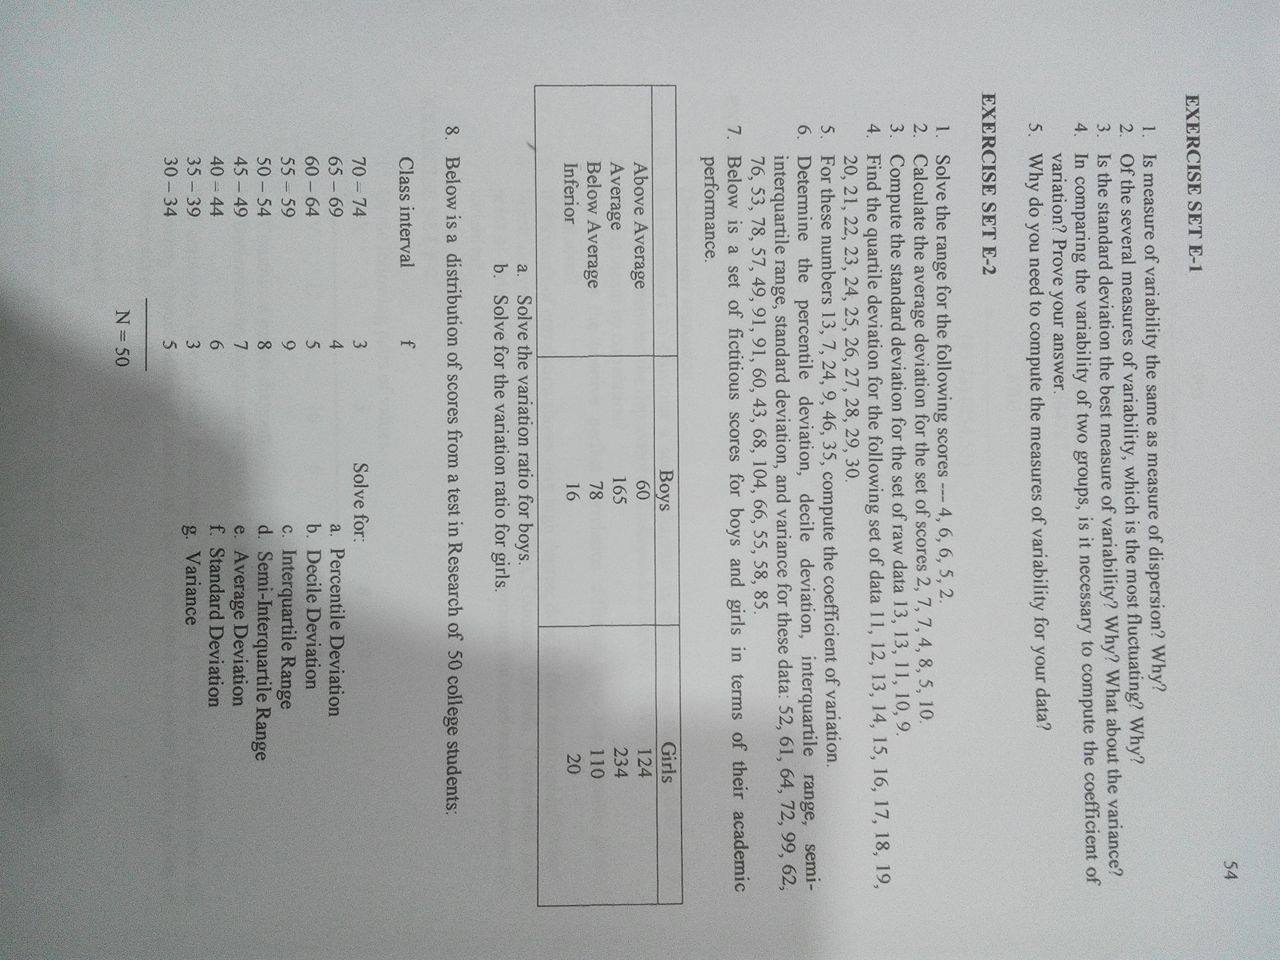 54
EXERCISE SET E-1
1. Is measure of variability the same as measure of dispersion? Why?
2. Of the several measures of variability, which is the most fluctuating? Why?
3. Is the standard deviation the best measure of variability? Why? What about the variance?
4. In comparing the variability of two groups, is it necessary to compute the coefficient of
variation? Prove your answer.
5. Why do you need to compute the measures of variability for your data?
EXERCISE SET E-2
1. Solve the range for the following scores --- 4, 6, 6, 5, 2.
2. Calculate the average deviation for the set of scores 2, 7, 7, 4, 8, 5, 10.
3. Compute the standard deviation for the set of raw data 13, 13, 11, 10, 9.
4. Find the quartile deviation for the following set of data 11, 12, 13, 14, 15, 16, 17, 18, 19,
20, 21, 22, 23, 24, 25, 26, 27, 28, 29, 30.
5. For these numbers 13, 7, 24, 9, 46, 35, compute the coefficient of variation.
6. Determine the percentile deviation, decile deviation, interquartile range, semi-
interquartile range, standard deviation, and variance for these data: 52, 61, 64, 72, 99, 62,
76, 53, 78, 57, 49, 91, 91, 60, 43, 68, 104, 66, 55, 58, 85.
7. Below is a set of fictitious scores for boys and girls in terms of their academic
performance.
Boys Girls
Above Average 60 124
Average 165 234
Below Average 78 110
Inferior 16 20
a. Solve the variation ratio for boys.
b. Solve for the variation ratio for girls.
8. Below is a distribution of scores from a test in Research of 50 college students:
Class interval f
70 – 74 3 Solve for:
65 – 69 4 a. Percentile Deviation
60 – 64 5 b. Decile Deviation
55 – 59 9 c. Interquartile Range
50 – 54 8 d. Semi-Interquartile Range
45 – 49 7 e. Average Deviation
40 – 44 6 f. Standard Deviation
35 – 39 3 g. Variance
30 – 34 5
N = 50